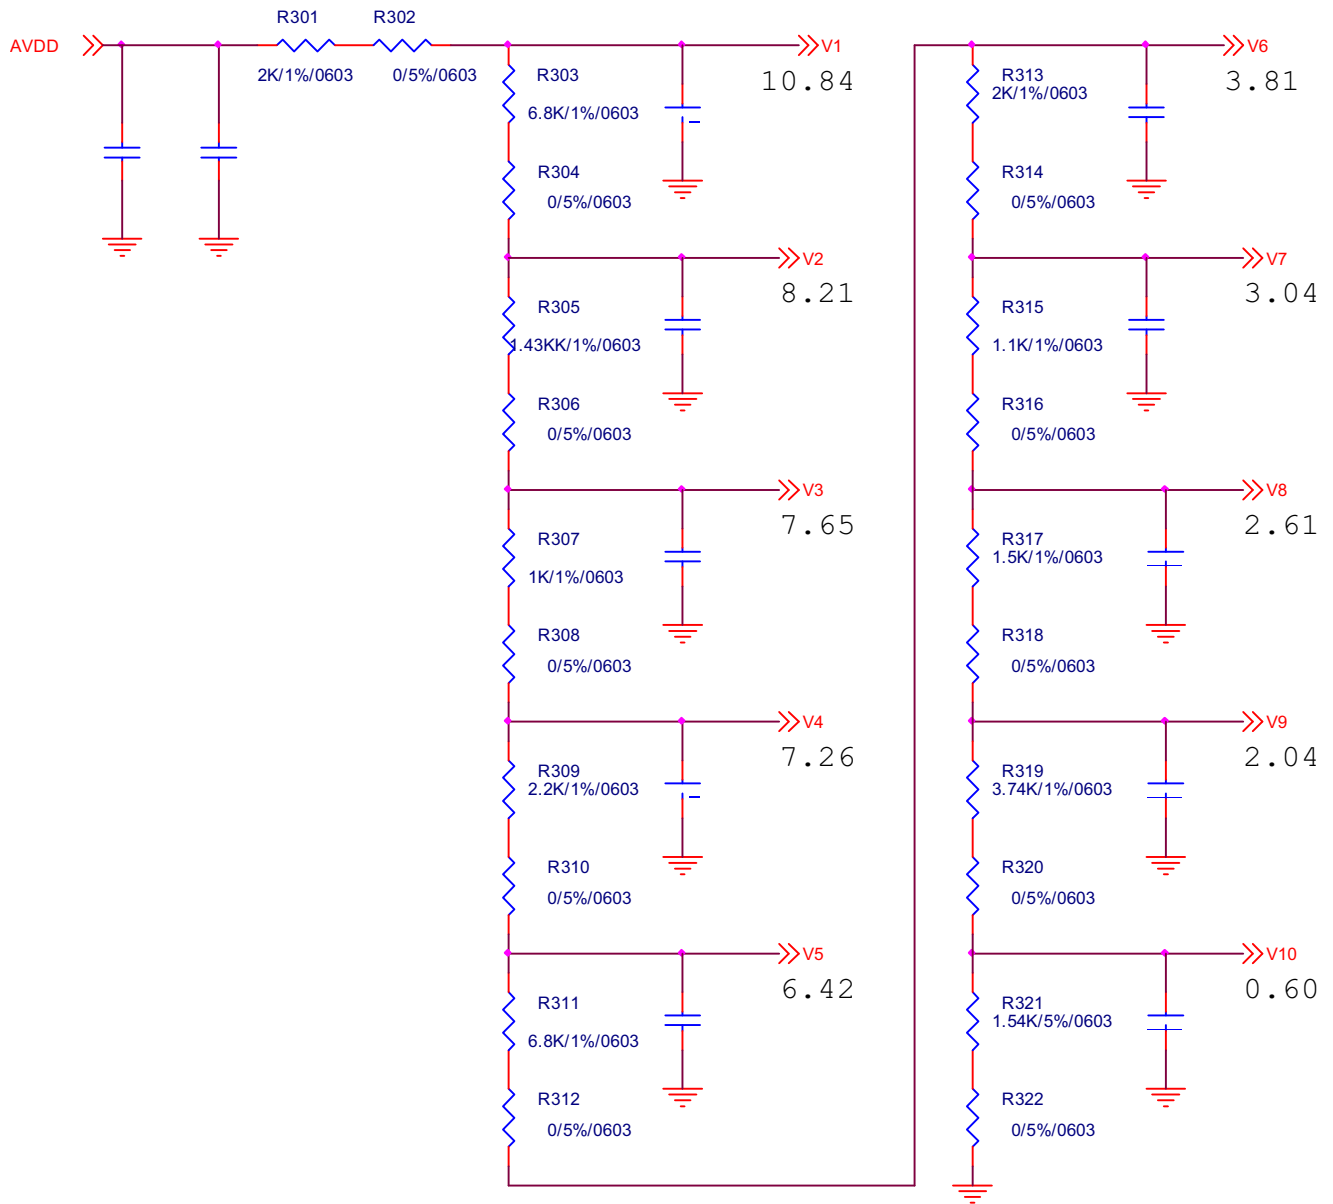 R301 R302
AVDD V1
2K/1%/0603 0/5%/0603
10.84
R303
6.8K/1%/0603
R304
0/5%/0603
V2
8.21
R305
1.43KK/1%/0603
R306
0/5%/0603
V3
7.65
R307
1K/1%/0603
R308
0/5%/0603
V4
7.26
R309
2.2K/1%/0603
R310
0/5%/0603
V5
6.42
R311
6.8K/1%/0603
R312
0/5%/0603
V6
3.81
R313
2K/1%/0603
R314
0/5%/0603
V7
3.04
R315
1.1K/1%/0603
R316
0/5%/0603
V8
2.61
R317
1.5K/1%/0603
R318
0/5%/0603
V9
2.04
R319
3.74K/1%/0603
R320
0/5%/0603
V10
0.60
R321
1.54K/5%/0603
R322
0/5%/0603